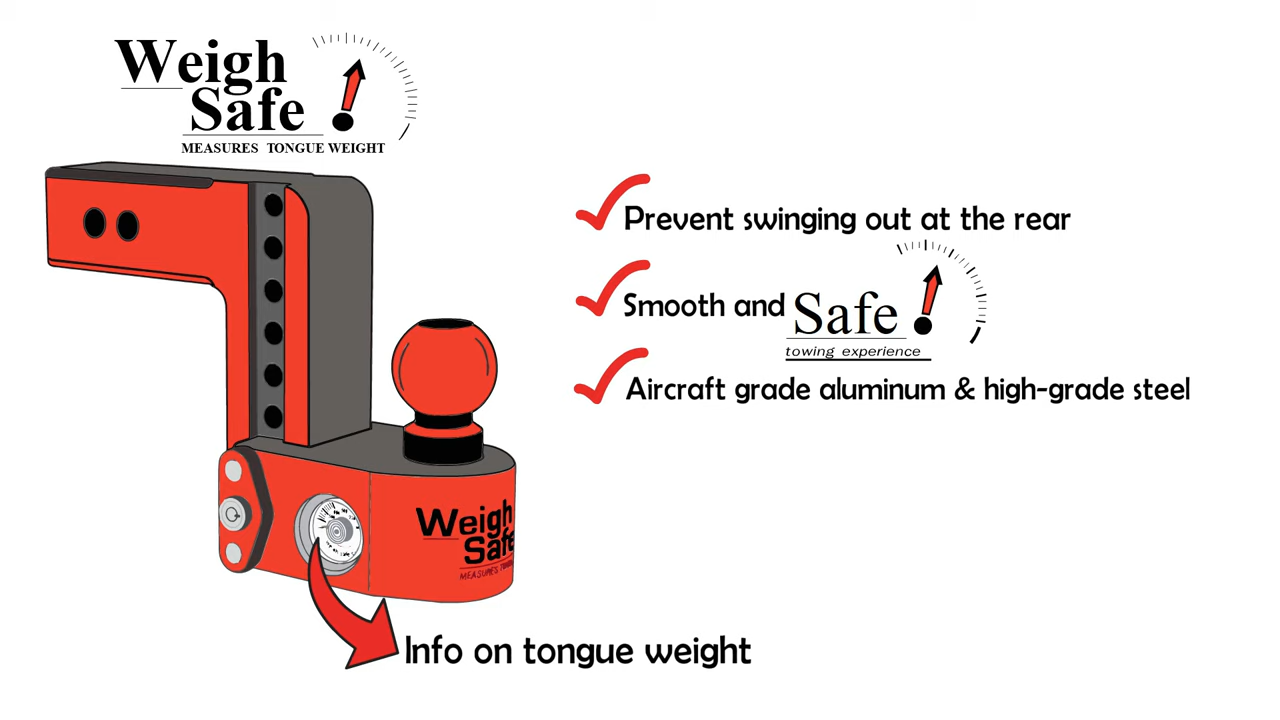 Weigh
Safe
MEASURES TONGUE WEIGHT
Prevent swinging out at the rear
Smooth and Safe
towing experience
Aircraft grade aluminum & high-grade steel
Weigh
Safe
MEASURES
Info on tongue weight